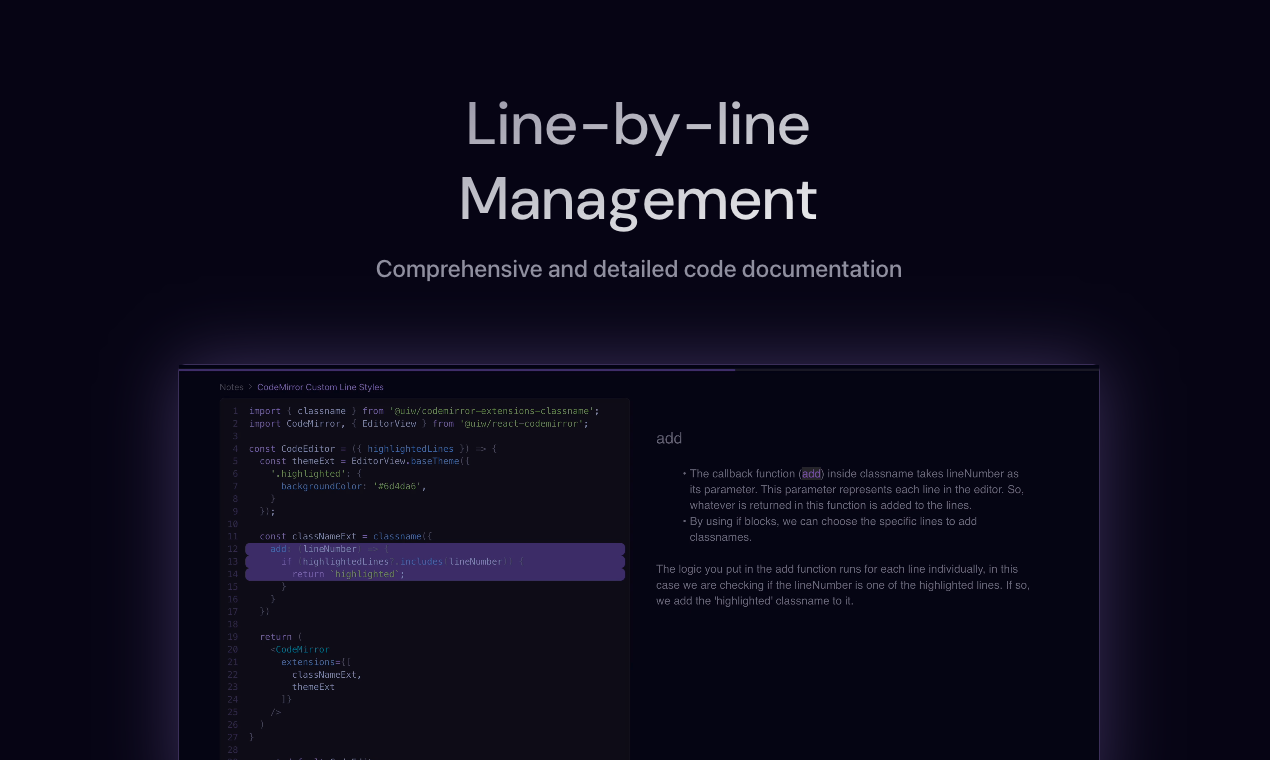 Line-by-line
Management
Comprehensive and detailed code documentation
Notes > CodeMirror Custom Line Styles
1 import { classname } from '@uiw/codemirror-extensions-classname';
2 import CodeMirror, { EditorView } from '@uiw/react-codemirror';
3
4 const CodeEditor = ({ highlightedLines }) => {
5 const themeExt = EditorView.baseTheme({
6 '.highlighted': {
7 backgroundColor: '#6d4da6',
8 }
9 });
10
11 const classNameExt = classname({
12 add: (lineNumber) => {
13 if (highlightedLines?.includes(lineNumber)) {
14 return 'highlighted';
15 }
16 }
17 })
18
19 return (
20 <CodeMirror
21 extensions={[
22 classNameExt,
23 themeExt
24 ]}
25 />
26 )
27 }
28
add
• The callback function (add) inside classname takes lineNumber as
its parameter. This parameter represents each line in the editor. So,
whatever is returned in this function is added to the lines.
• By using if blocks, we can choose the specific lines to add
classnames.
The logic you put in the add function runs for each line individually, in this
case we are checking if the lineNumber is one of the highlighted lines. If so,
we add the 'highlighted' classname to it.